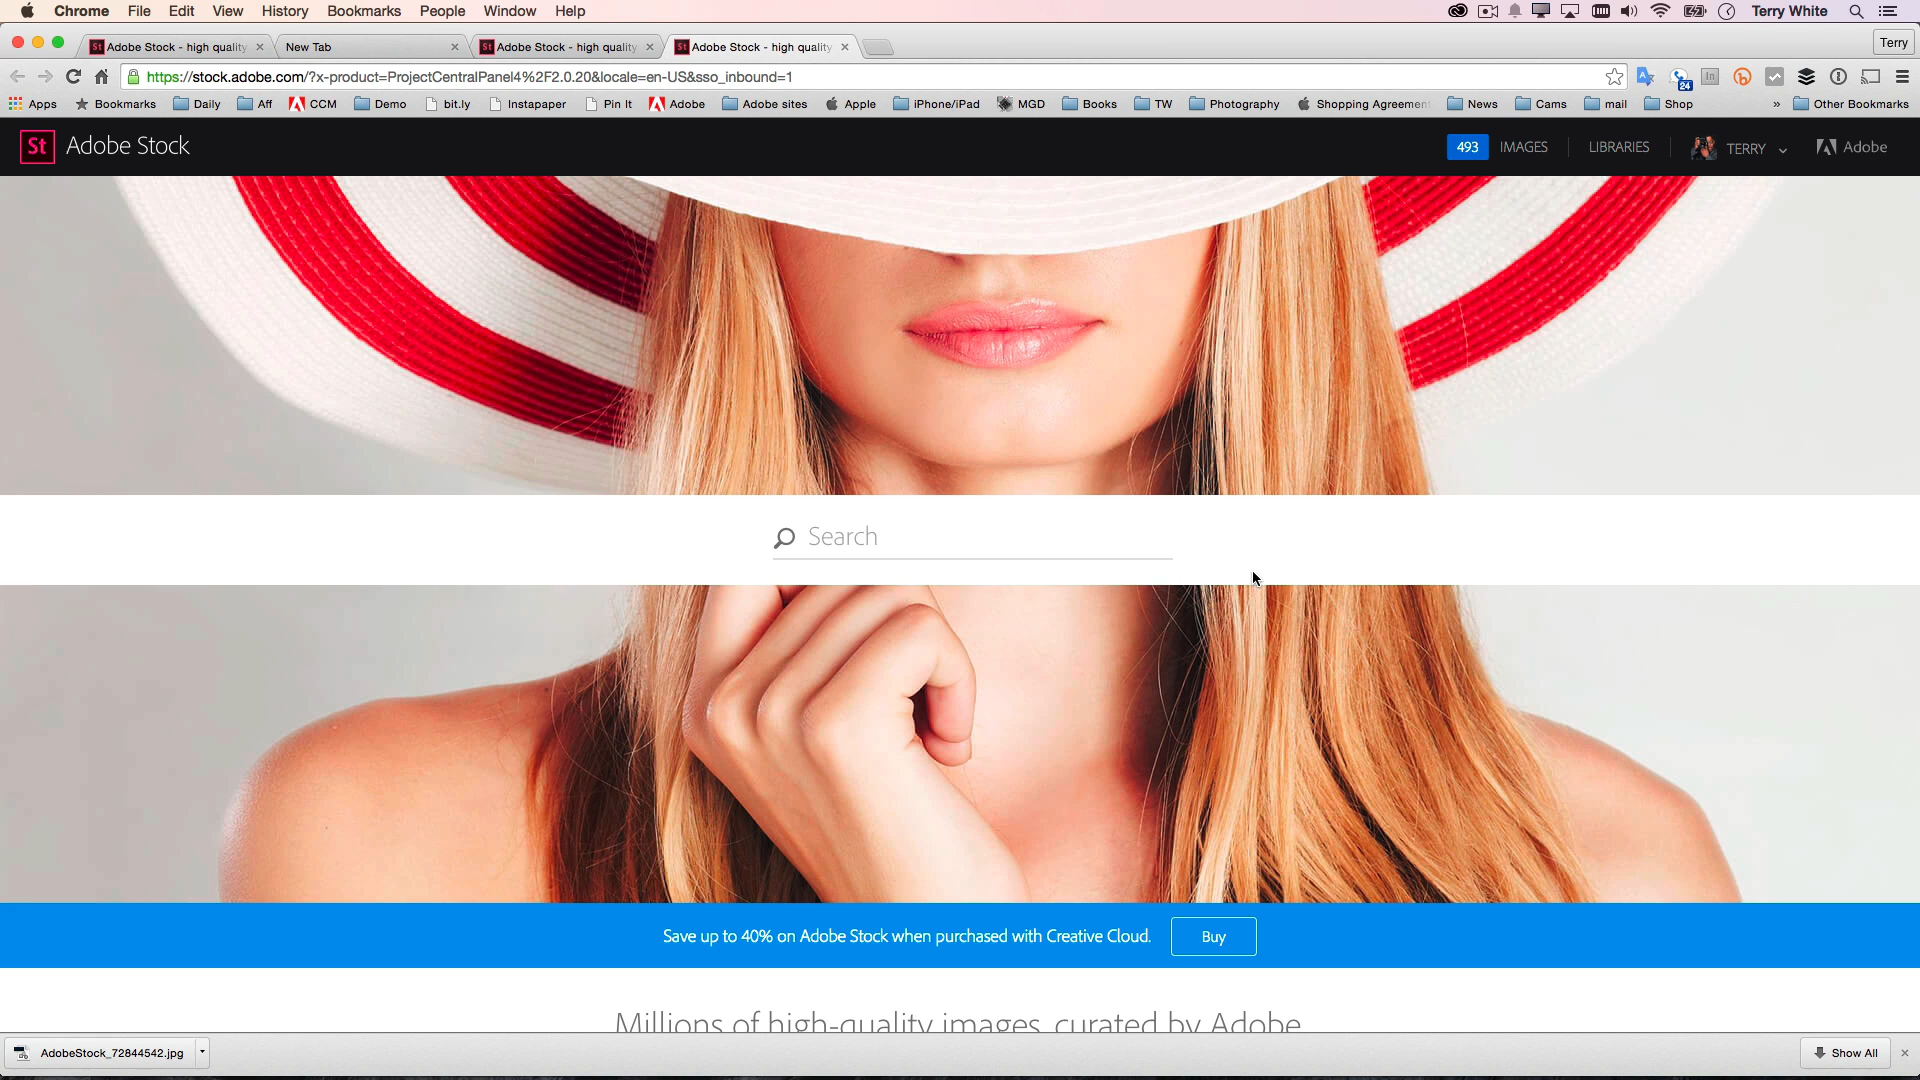 Chrome File Edit View History Bookmarks People Window Help Terry White
Adobe Stock - high quality New Tab Adobe Stock - high quality Adobe Stock - high quality Terry
https://stock.adobe.com/?x-product=ProjectCentralPanel4%2F2.0.20&locale=en-US&sso_inbound=1 24
Apps Bookmarks Daily Aff CCM Demo bit.ly Instapaper Pin It Adobe Adobe sites Apple iPhone/iPad MGD Books TW Photography Shopping Agreemen News Cams mail Shop » Other Bookmarks
St Adobe Stock 493 IMAGES LIBRARIES TERRY Adobe
Search
Save up to 40% on Adobe Stock when purchased with Creative Cloud. Buy
Millions of high-quality images, curated by Adobe
AdobeStock_72844542.jpg Show All